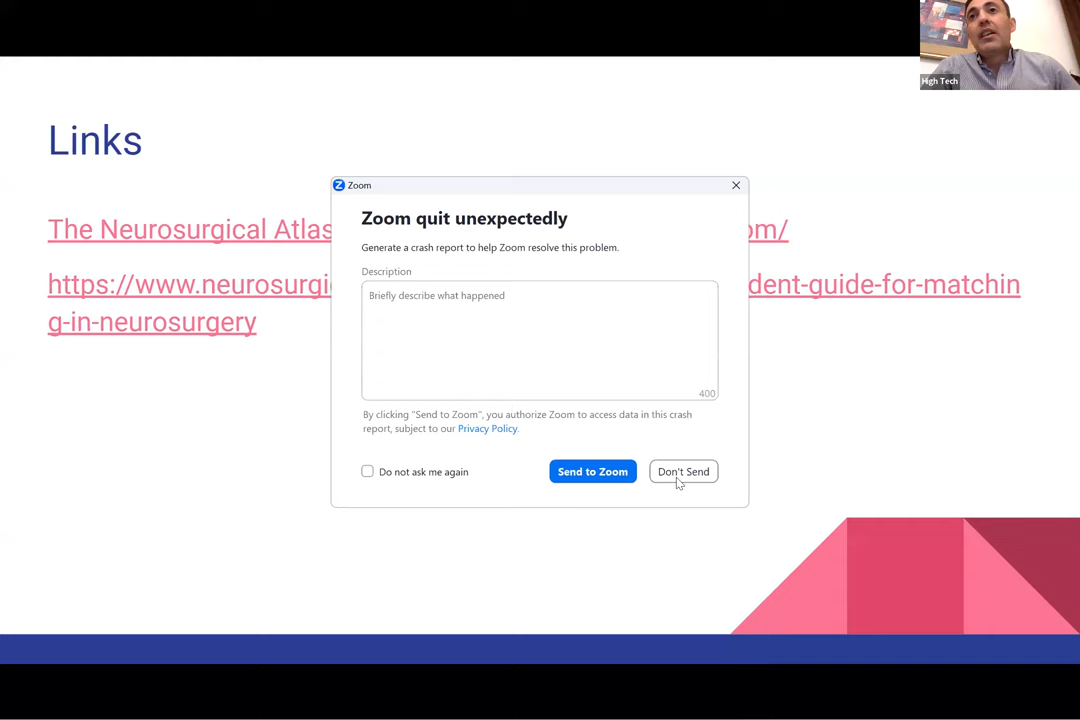 High Tech
Links
The Neurosurgical Atlas
om/
https://www.neurosurgi
dent-guide-for-matchin
g-in-neurosurgery
Zoom
Zoom quit unexpectedly
Generate a crash report to help Zoom resolve this problem.
Description
Briefly describe what happened
400
By clicking "Send to Zoom", you authorize Zoom to access data in this crash
report, subject to our Privacy Policy.
Do not ask me again
Send to Zoom
Don't Send